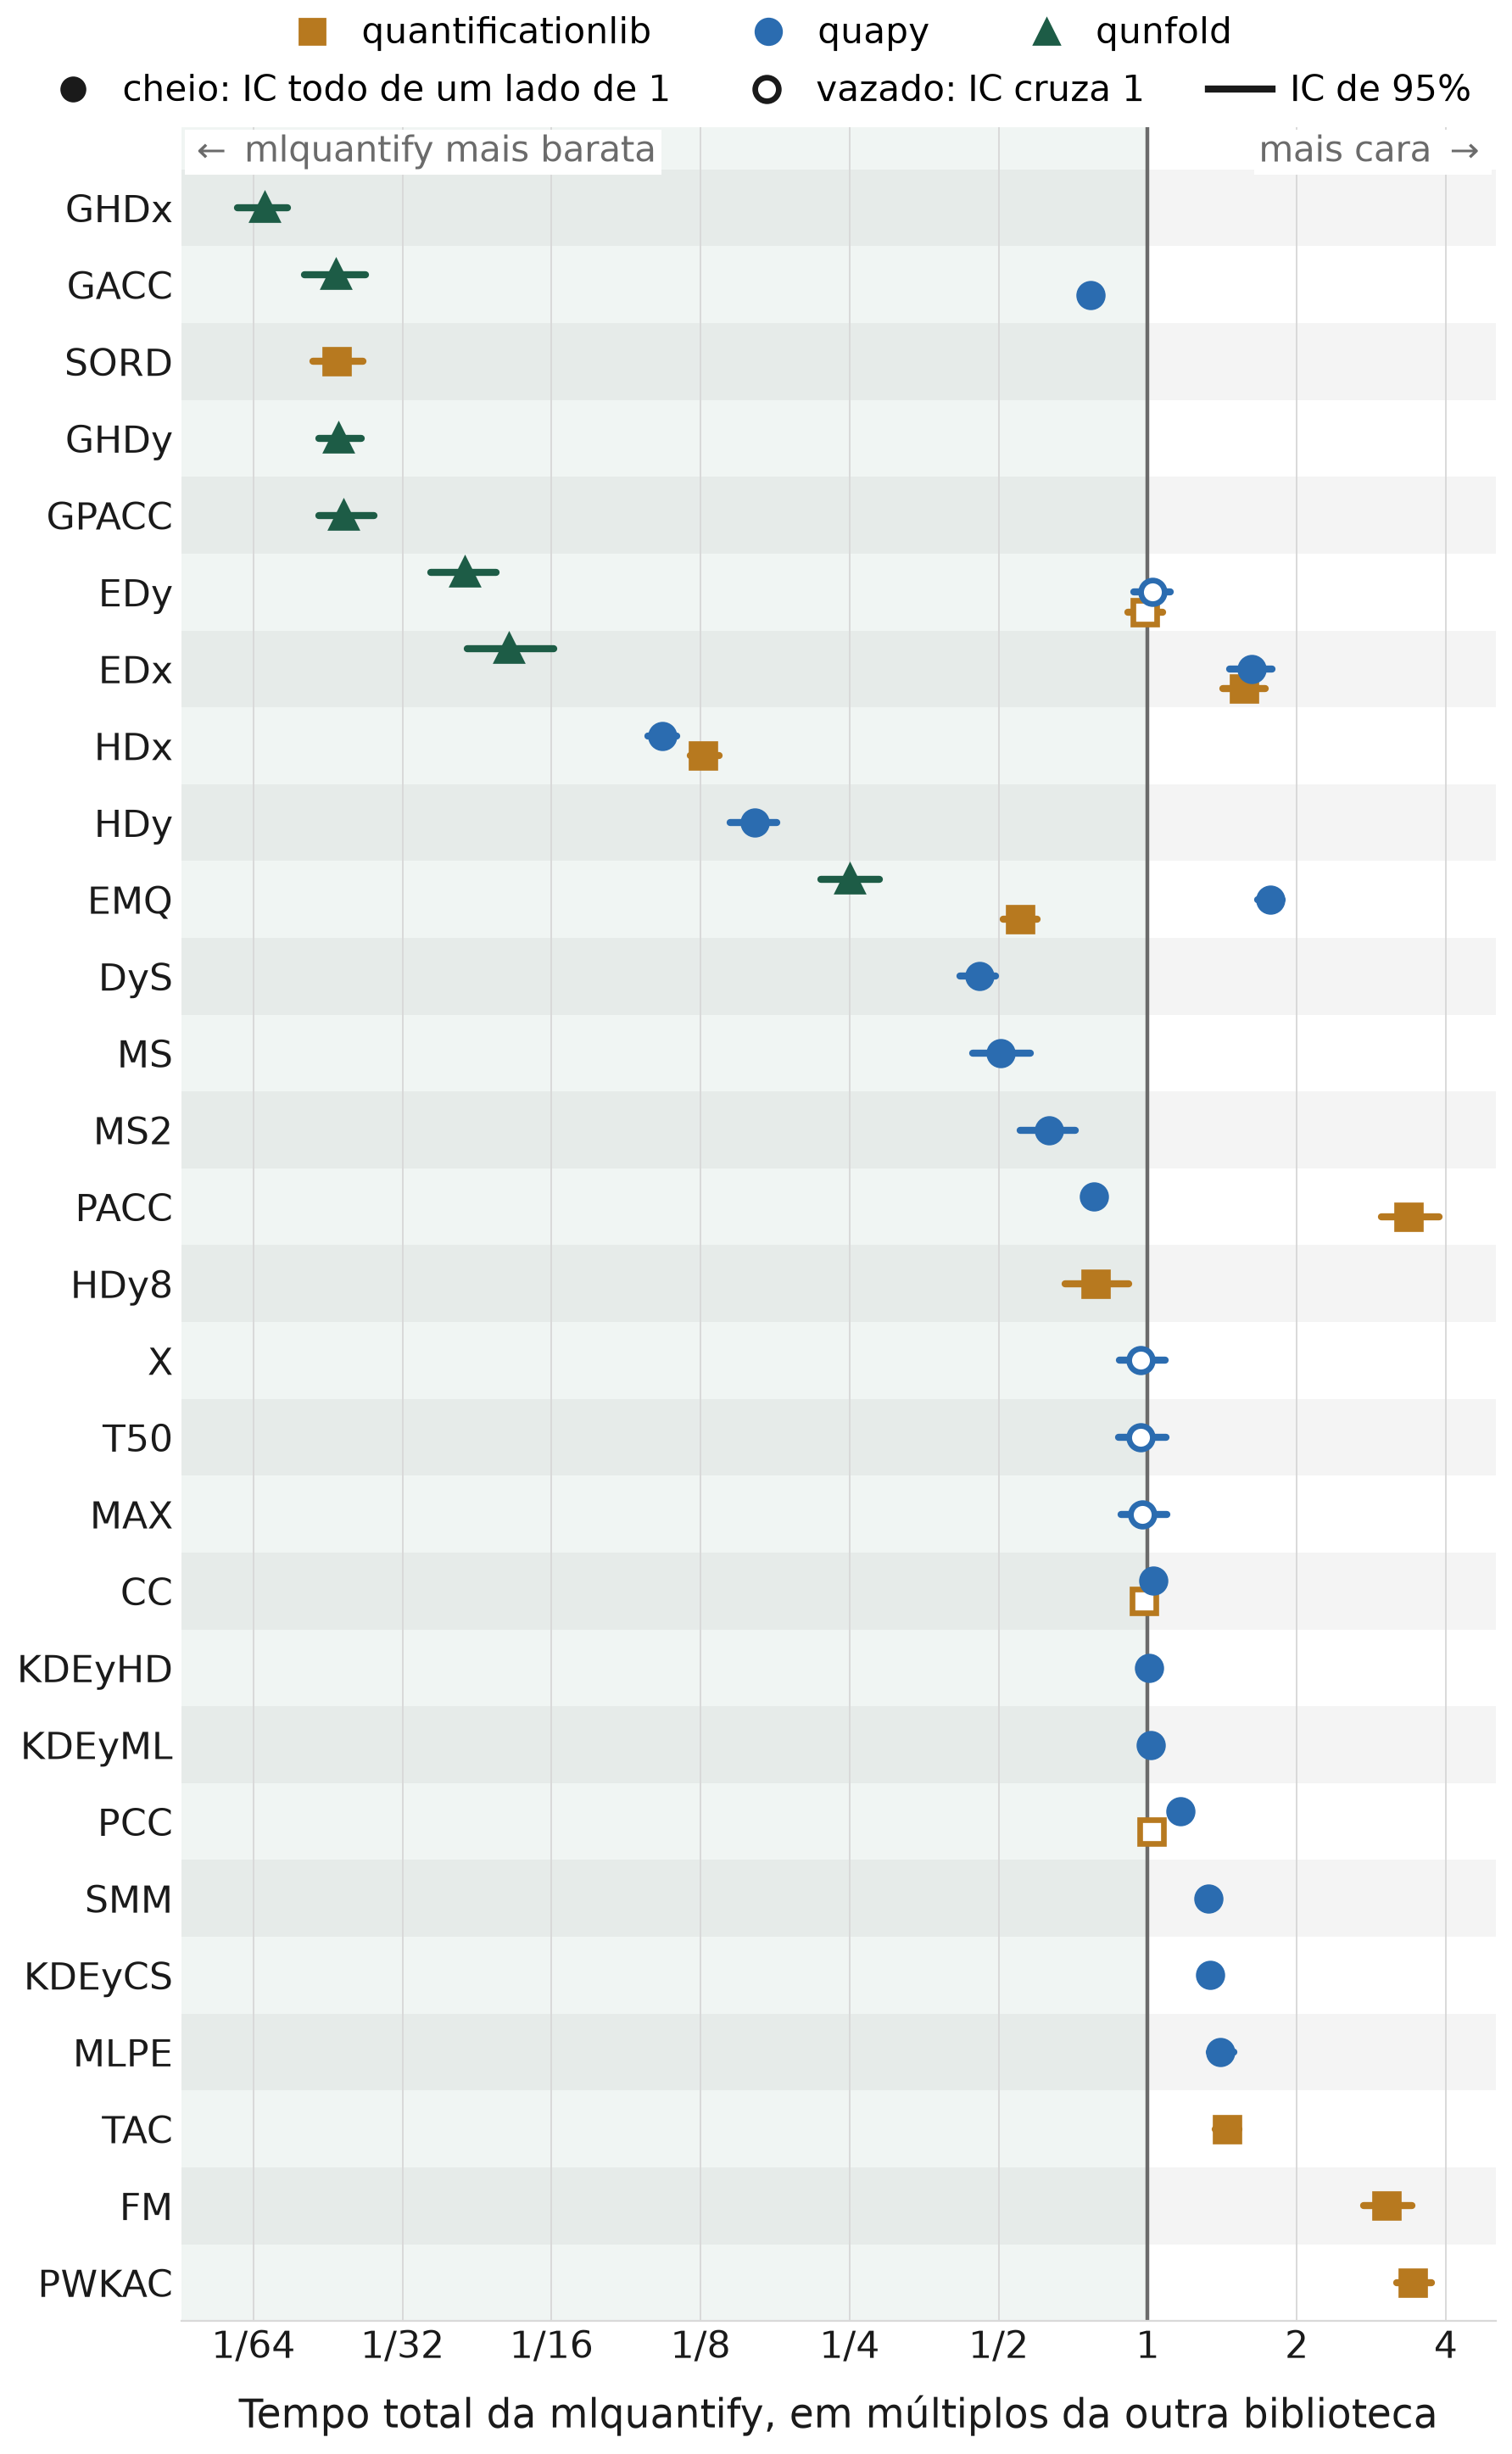 quantificationlib quapy qunfold
cheio: IC todo de um lado de 1 vazado: IC cruza 1 IC de 95%
← mlquantify mais barata mais cara →
GHDx
GACC
SORD
GHDy
GPACC
EDy
EDx
HDx
HDy
EMQ
DyS
MS
MS2
PACC
HDy8
X
T50
MAX
CC
KDEyHD
KDEyML
PCC
SMM
KDEyCS
MLPE
TAC
FM
PWKAC
1/64 1/32 1/16 1/8 1/4 1/2 1 2 4
Tempo total da mlquantify, em múltiplos da outra biblioteca